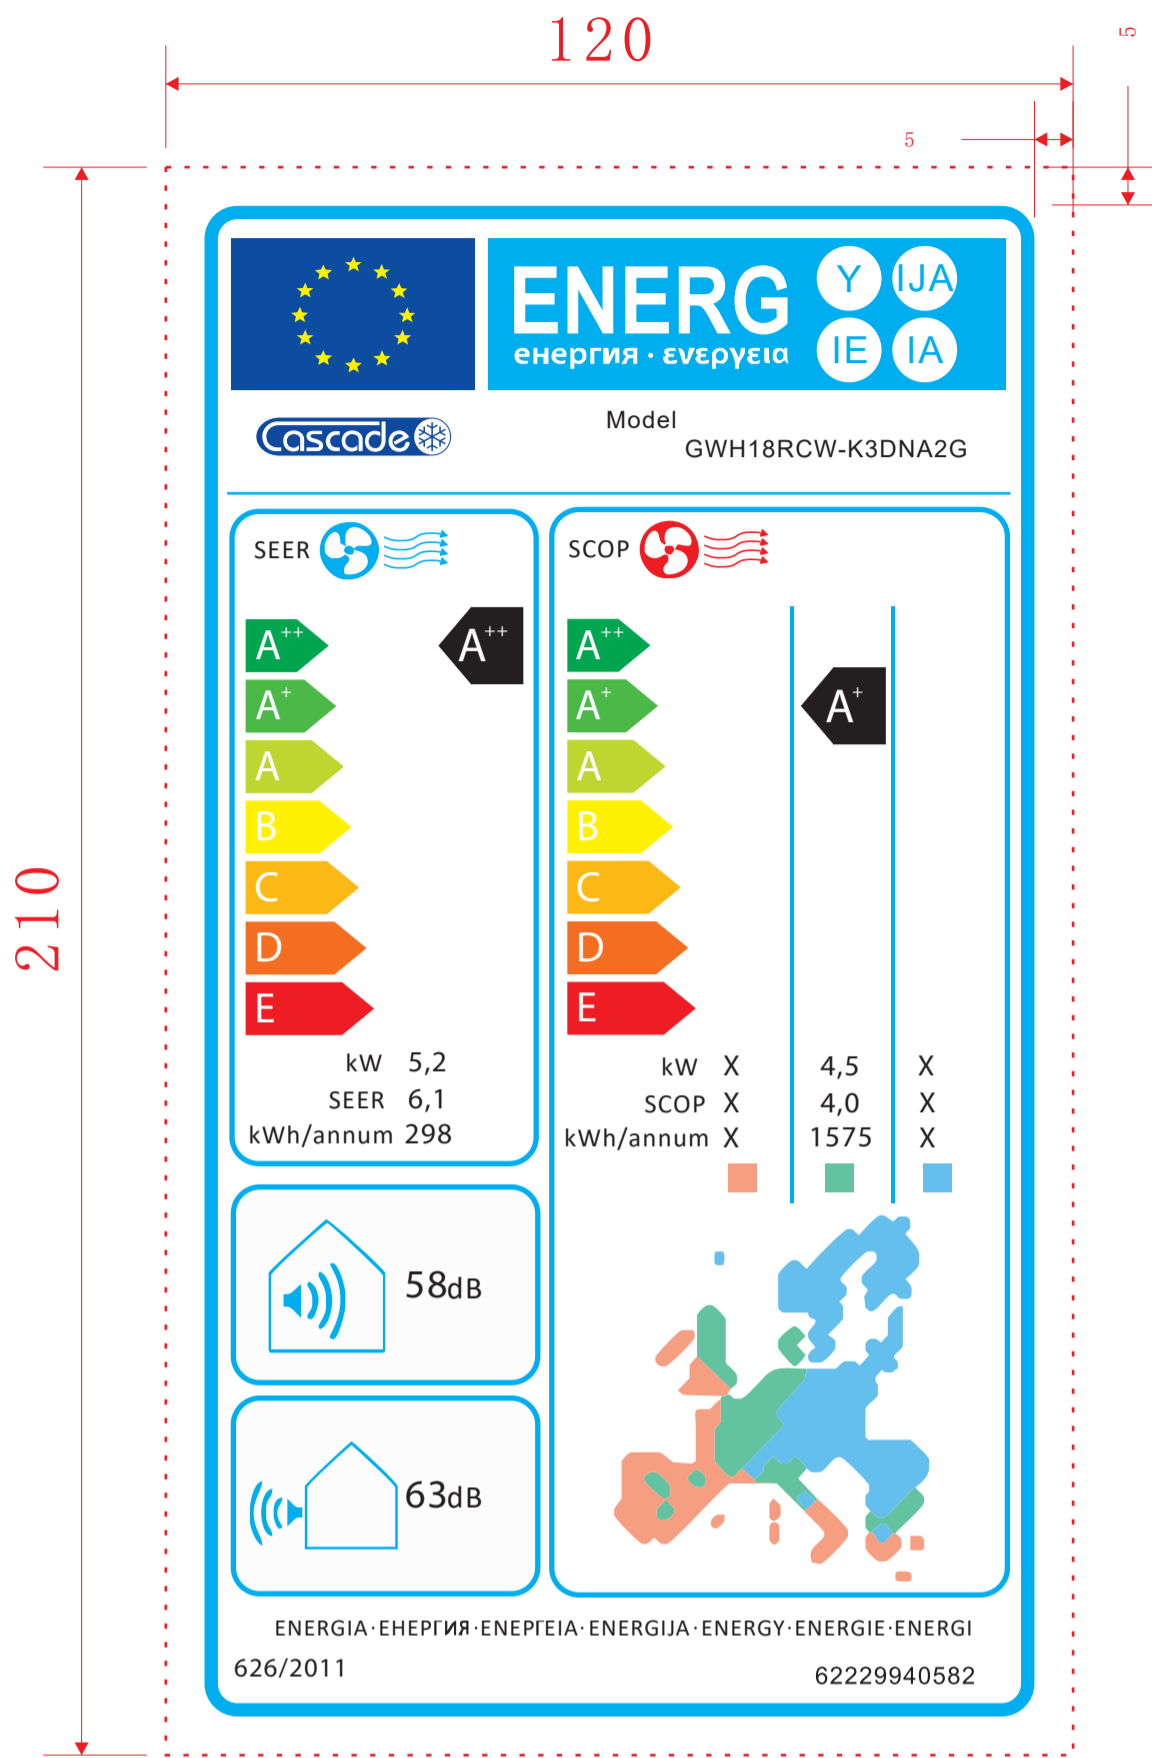 120
5
5
210
ENERG
енергия · ενεργεια
Y IJA
IE IA
Cascade
Model
GWH18RCW-K3DNA2G
SEER
A++
A++
A+
A
B
C
D
E
kW 5,2
SEER 6,1
kWh/annum 298
SCOP
A++
A+
A+
A
B
C
D
E
kW X 4,5 X
SCOP X 4,0 X
kWh/annum X 1575 X
58dB
63dB
ENERGIA·ЕНЕРГИЯ·ΕΝΕΡΓΕΙΑ·ENERGIJA·ENERGY·ENERGIE·ENERGI
626/2011
62229940582